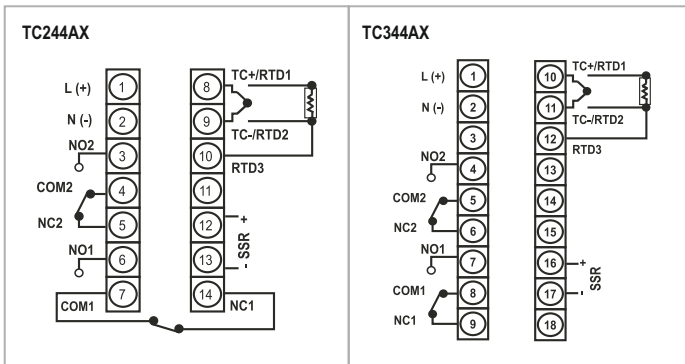 TC244AX
L (+) 1
N (-) 2
NO2 3
COM2 4
NC2 5
NO1 6
COM1 7
8 TC+/RTD1
9 TC-/RTD2
10 RTD3
11
12 +
SSR
13 -
14 NC1
TC344AX
L (+) 1
N (-) 2
3
NO2 4
COM2 5
NC2 6
NO1 7
COM1 8
NC1 9
10 TC+/RTD1
11 TC-/RTD2
12 RTD3
13
14
15
16 +
SSR
17 -
18